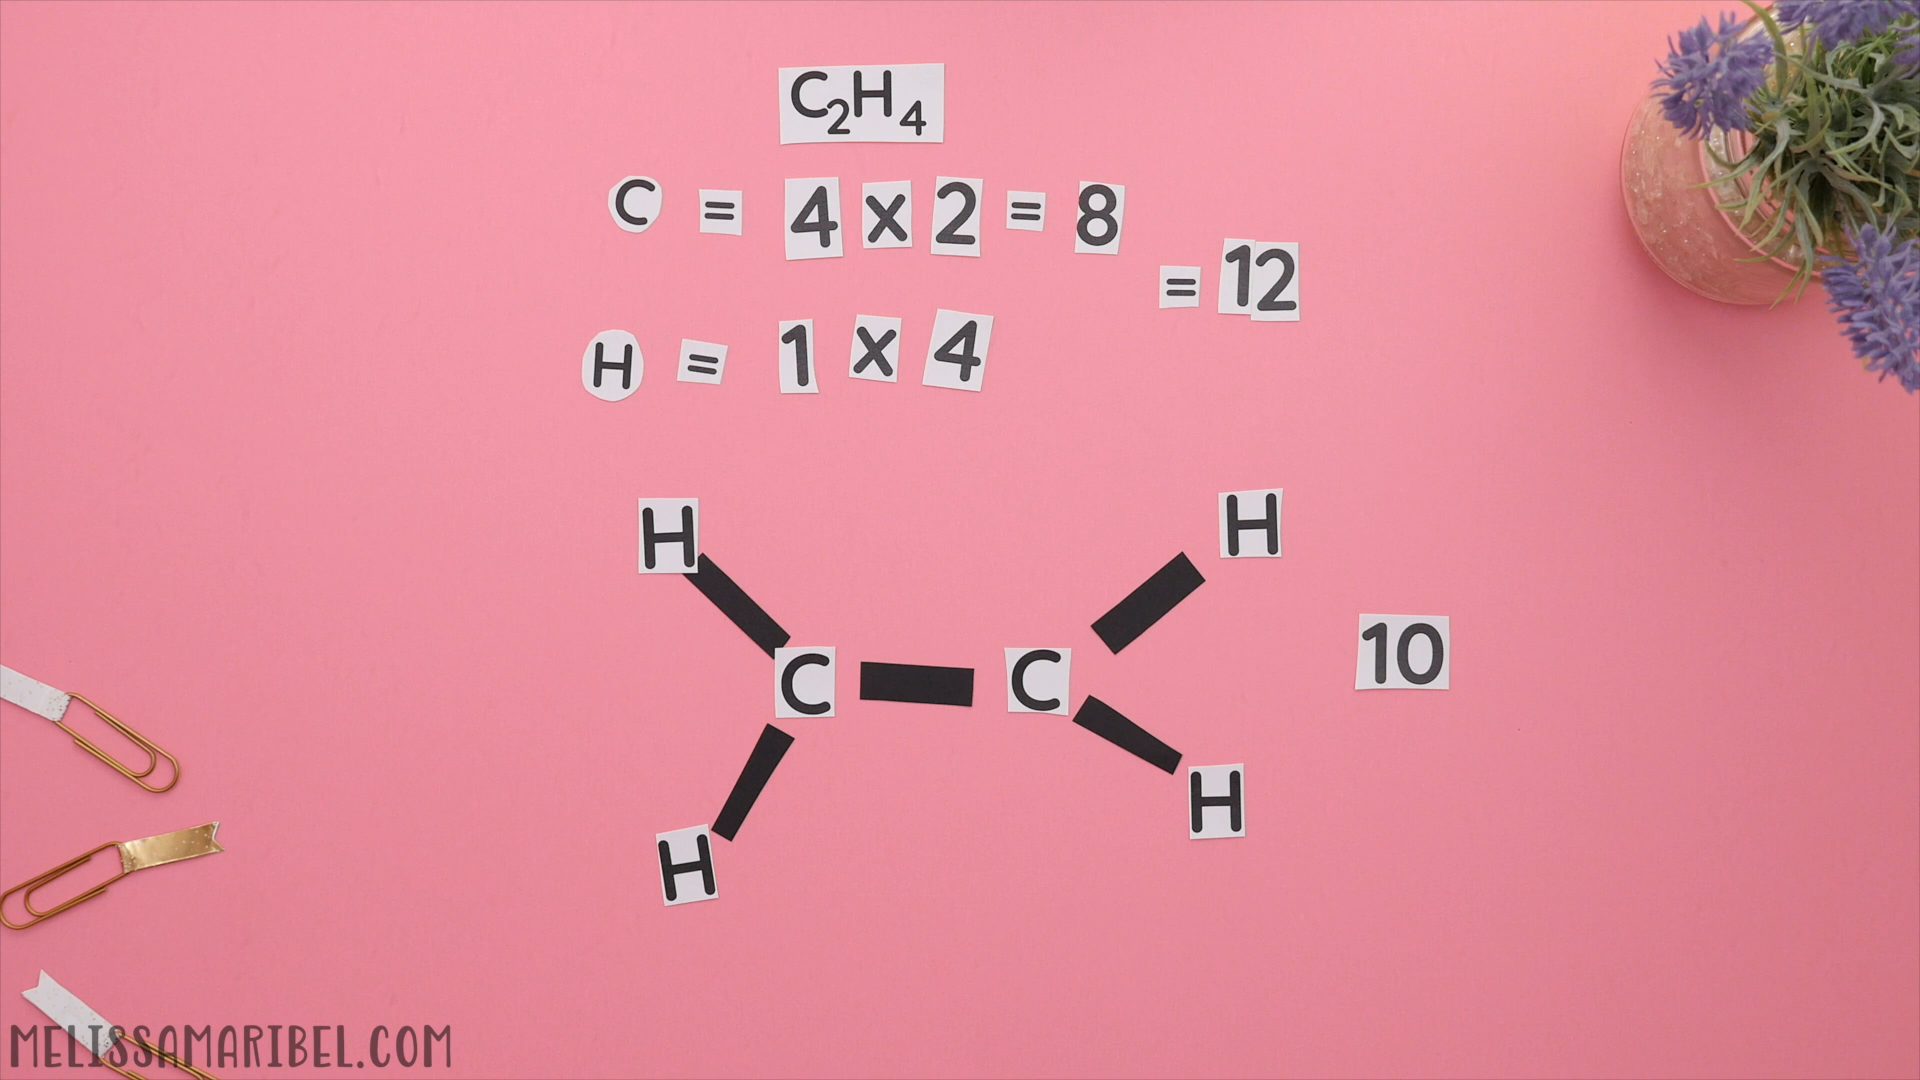 C₂H₄
C = 4 x 2 = 8
= 12
H = 1 x 4
H H
10
C C
H
H
MELISSAMARIBEL.COM